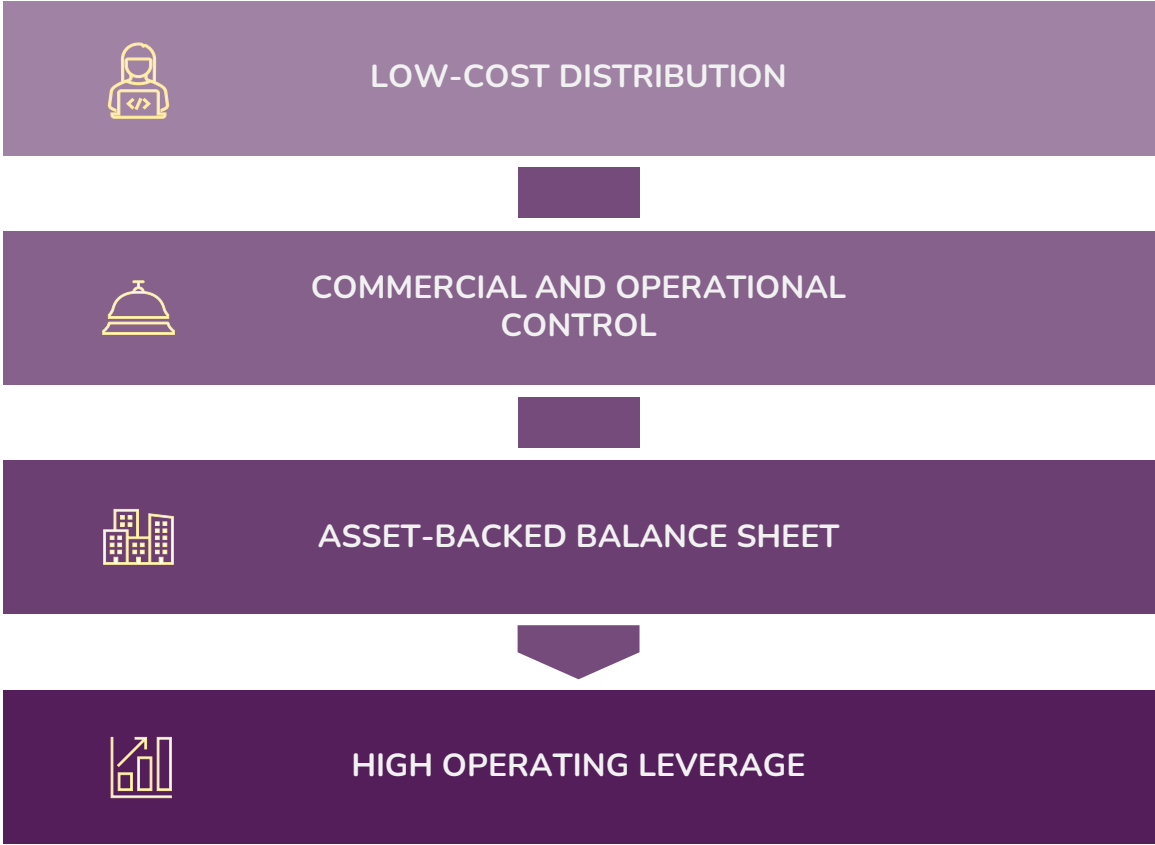 LOW-COST DISTRIBUTION
</>
COMMERCIAL AND OPERATIONAL
CONTROL
ASSET-BACKED BALANCE SHEET
HIGH OPERATING LEVERAGE